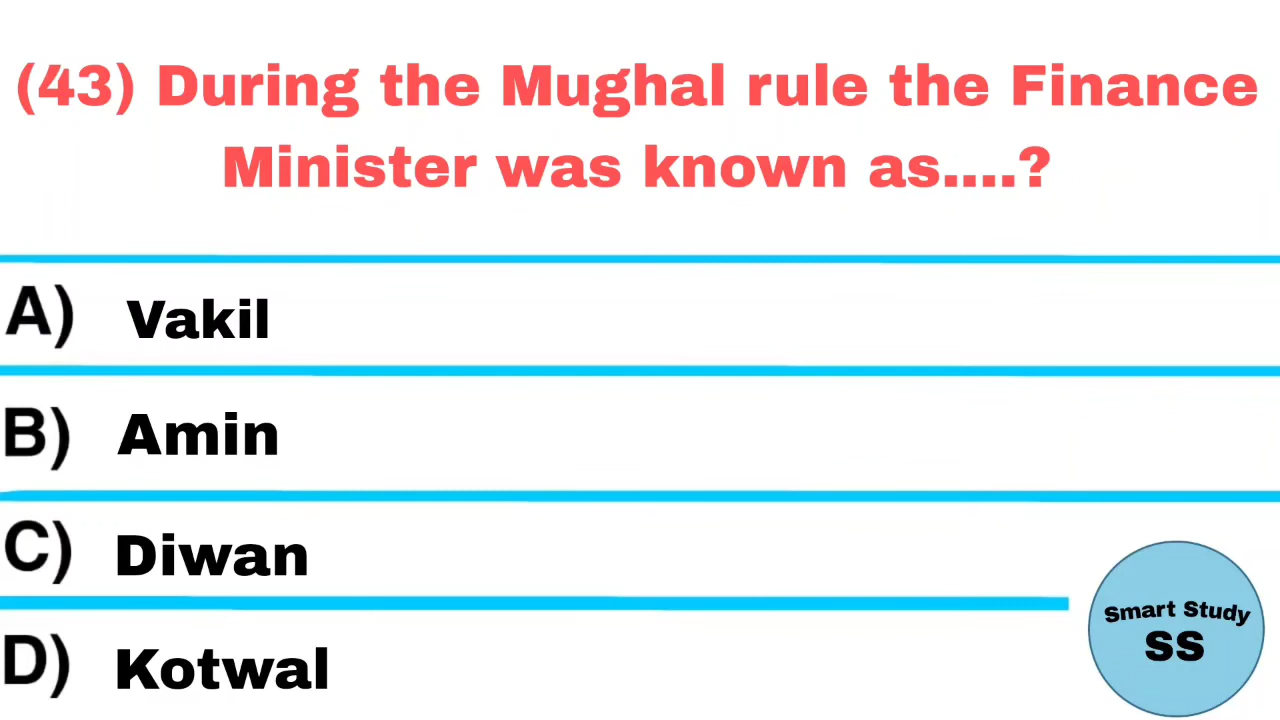 (43) During the Mughal rule the Finance
Minister was known as....?
A) Vakil
B) Amin
C) Diwan
D) Kotwal
Smart Study
SS